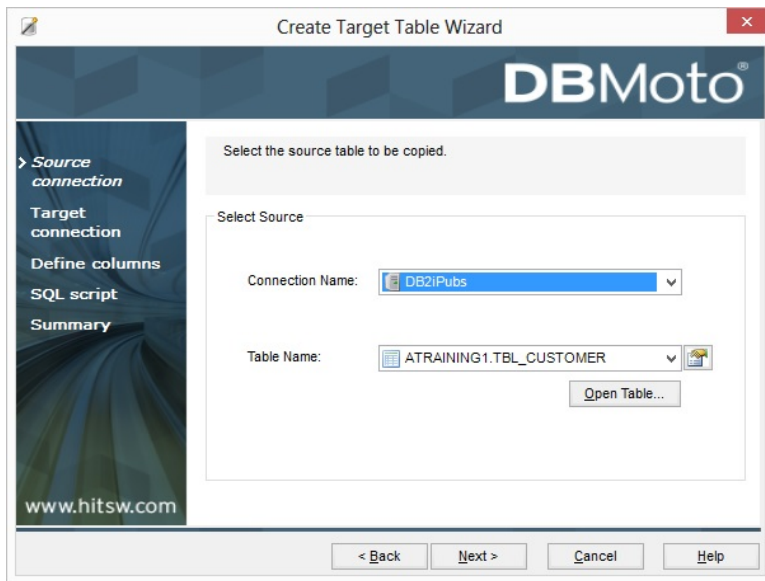 Create Target Table Wizard
DBMoto®
Source
connection
Target
connection
Define columns
SQL script
Summary
www.hitsw.com
Select the source table to be copied.
Select Source
Connection Name:
DB2iPubs
Table Name:
ATRAINING1.TBL_CUSTOMER
Open Table...
< Back
Next >
Cancel
Help